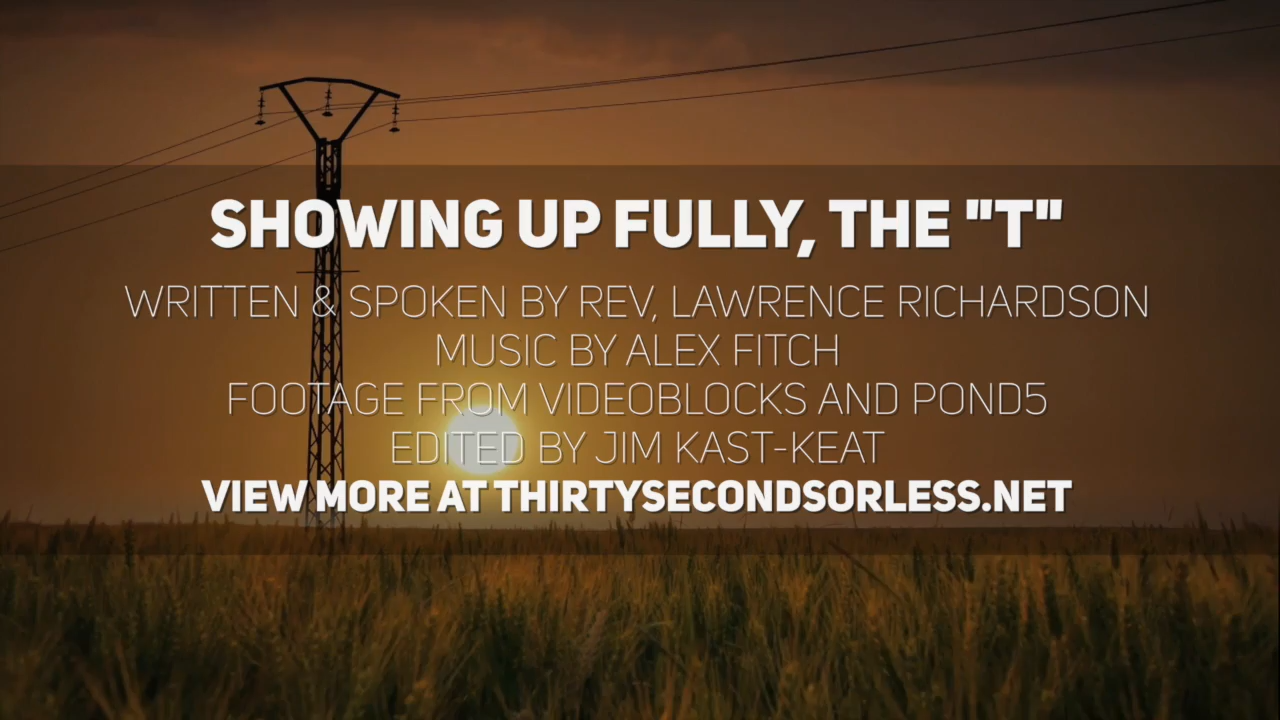 SHOWING UP FULLY, THE "T"
WRITTEN & SPOKEN BY REV, LAWRENCE RICHARDSON
MUSIC BY ALEX FITCH
FOOTAGE FROM VIDEOBLOCKS AND POND5
EDITED BY JIM KAST-KEAT
VIEW MORE AT THIRTYSECONDSORLESS.NET